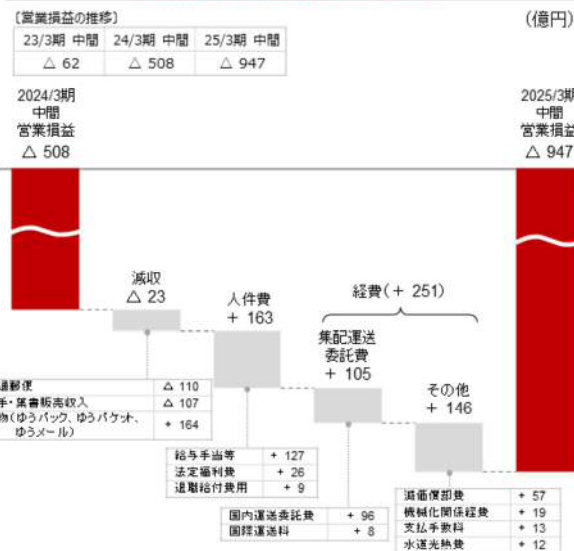 〔営業損益の推移〕
(億円)
23/3期 中間 24/3期 中間 25/3期 中間
△ 62 △ 508 △ 947
2024/3期
中間
営業損益
△ 508
2025/3期
中間
営業損益
△ 947
減収
△ 23
人件費
+ 163
経費(+ 251)
集配運送
委託費
+ 105
その他
+ 146
郵便 △ 110
・葉書販売収入 △ 107
(ゆうパック、ゆうパケット、
ゆうメール) + 164
給与手当等 + 127
法定福利費 + 26
退職給付費用 + 9
国内運送委託費 + 96
国際運送料 + 8
減価償却費 + 57
機械化関係経費 + 19
支払手数料 + 13
水道光熱費 + 12